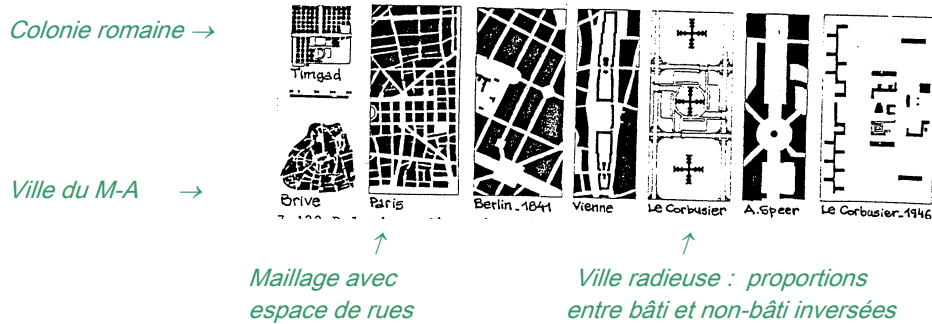 Colonie romaine →
Timgad
Ville du M-A →
Brive
Paris
Berlin_1841
Vienne
Le Corbusier
A.Speer
Le Corbusier_1946
Maillage avec
espace de rues
Ville radieuse : proportions
entre bâti et non-bâti inversées